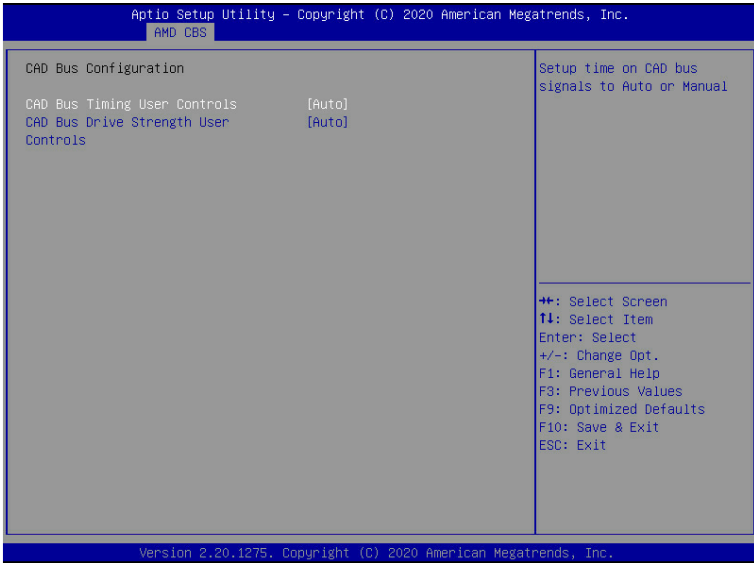 Aptio Setup Utility – Copyright (C) 2020 American Megatrends, Inc.
AMD CBS
CAD Bus Configuration
CAD Bus Timing User Controls [Auto]
CAD Bus Drive Strength User [Auto]
Controls
Setup time on CAD bus
signals to Auto or Manual
→←: Select Screen
↑↓: Select Item
Enter: Select
+/-: Change Opt.
F1: General Help
F3: Previous Values
F9: Optimized Defaults
F10: Save & Exit
ESC: Exit
Version 2.20.1275. Copyright (C) 2020 American Megatrends, Inc.